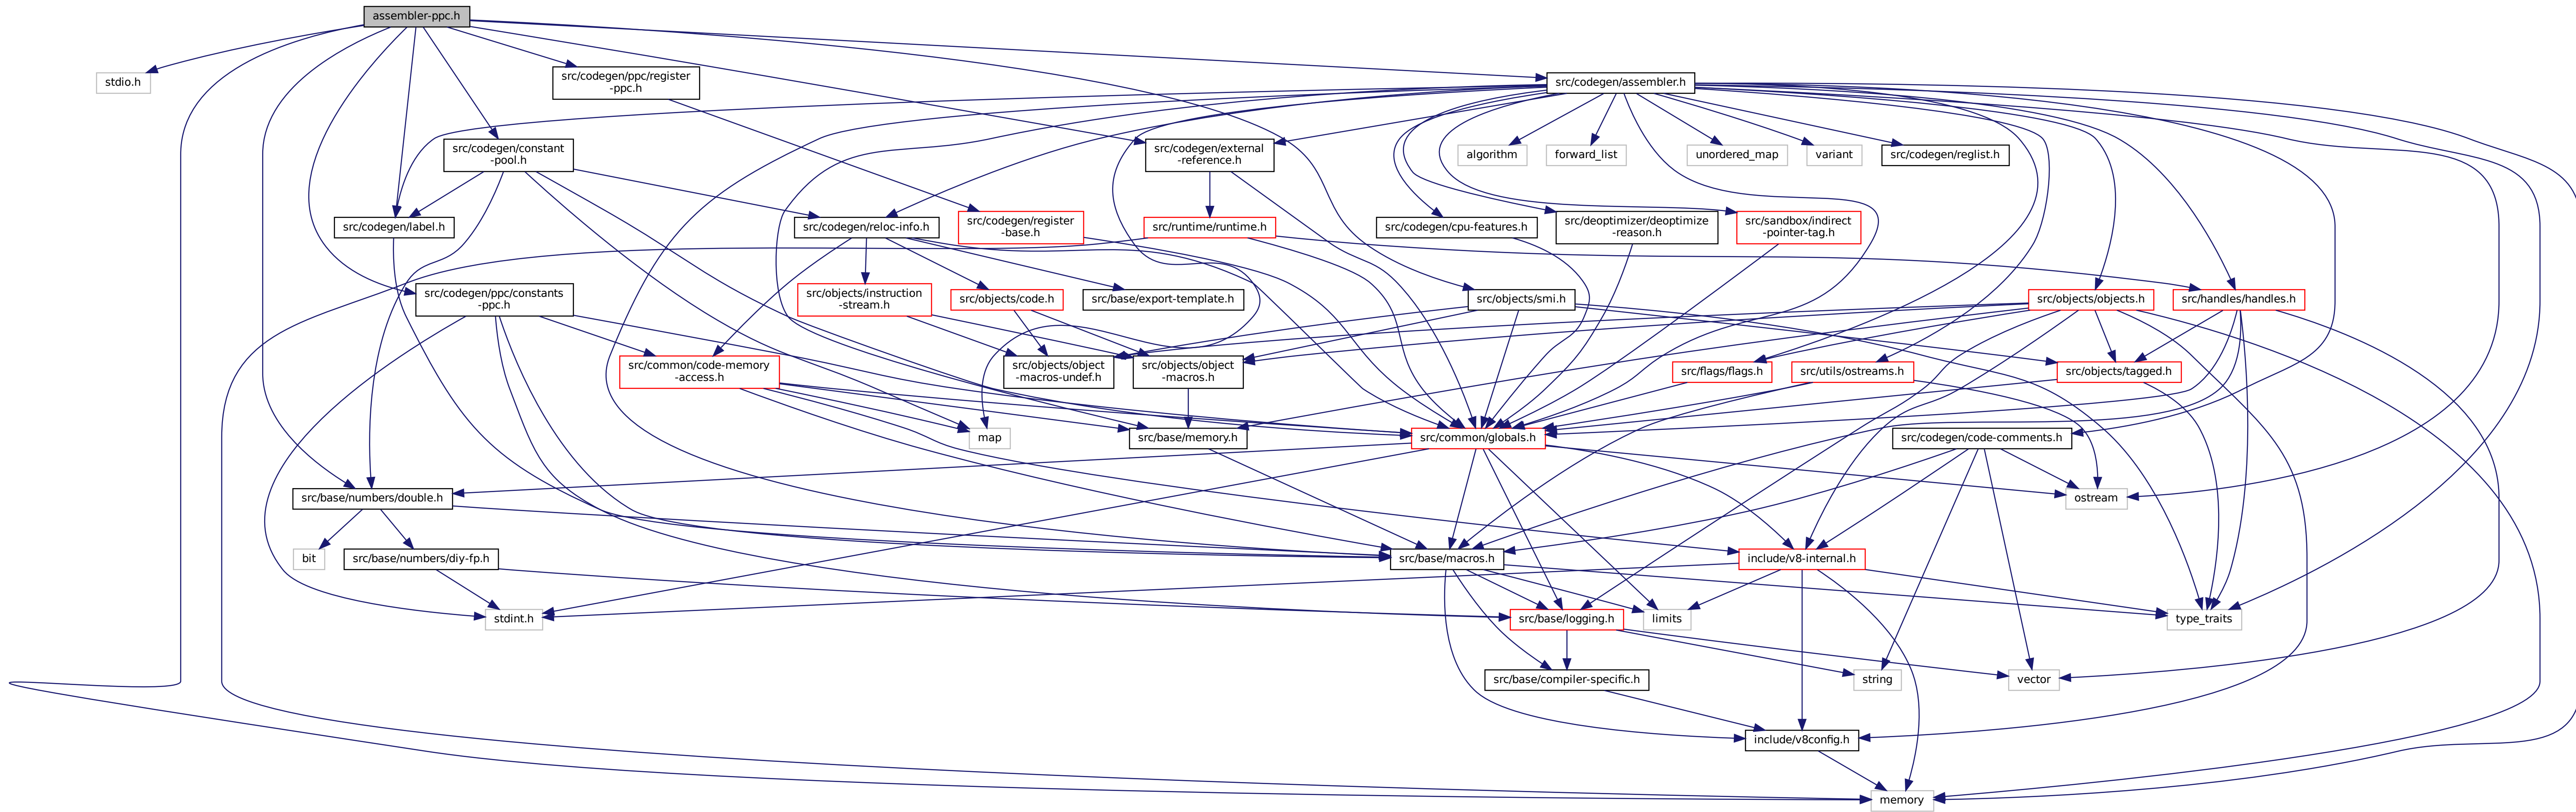 assembler-ppc.h
stdio.h
src/codegen/ppc/register
-ppc.h
src/codegen/assembler.h
src/codegen/constant
-pool.h
src/codegen/external
-reference.h
algorithm
forward_list
unordered_map
variant
src/codegen/reglist.h
src/codegen/label.h
src/codegen/reloc-info.h
src/codegen/register
-base.h
src/runtime/runtime.h
src/codegen/cpu-features.h
src/deoptimizer/deoptimize
-reason.h
src/sandbox/indirect
-pointer-tag.h
src/codegen/ppc/constants
-ppc.h
src/objects/instruction
-stream.h
src/objects/code.h
src/base/export-template.h
src/objects/smi.h
src/objects/objects.h
src/handles/handles.h
src/common/code-memory
-access.h
src/objects/object
-macros-undef.h
src/objects/object
-macros.h
src/flags/flags.h
src/utils/ostreams.h
src/objects/tagged.h
map
src/base/memory.h
src/common/globals.h
src/codegen/code-comments.h
src/base/numbers/double.h
ostream
bit
src/base/numbers/diy-fp.h
src/base/macros.h
include/v8-internal.h
stdint.h
src/base/logging.h
limits
type_traits
src/base/compiler-specific.h
string
vector
include/v8config.h
memory